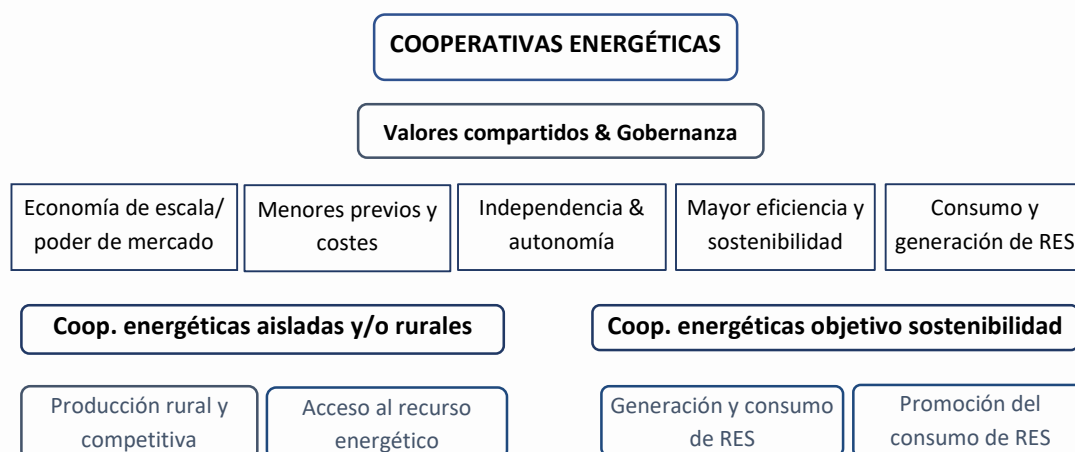 COOPERATIVAS ENERGÉTICAS
Valores compartidos & Gobernanza
Economía de escala/
poder de mercado
Menores previos y
costes
Independencia &
autonomía
Mayor eficiencia y
sostenibilidad
Consumo y
generación de RES
Coop. energéticas aisladas y/o rurales
Coop. energéticas objetivo sostenibilidad
Producción rural y
competitiva
Acceso al recurso
energético
Generación y consumo
de RES
Promoción del
consumo de RES